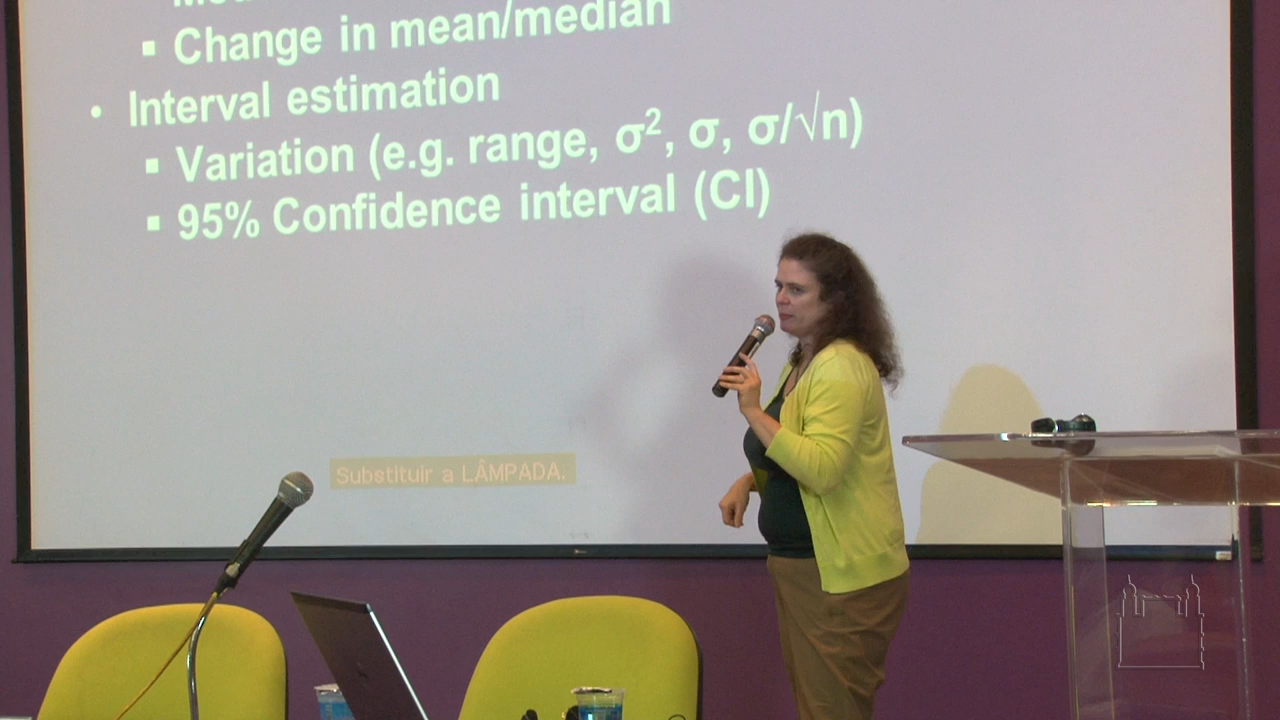 ▪ Change in mean/median
• Interval estimation
▪ Variation (e.g. range, σ², σ, σ/√n)
▪ 95% Confidence interval (CI)
Substituir a LÂMPADA.